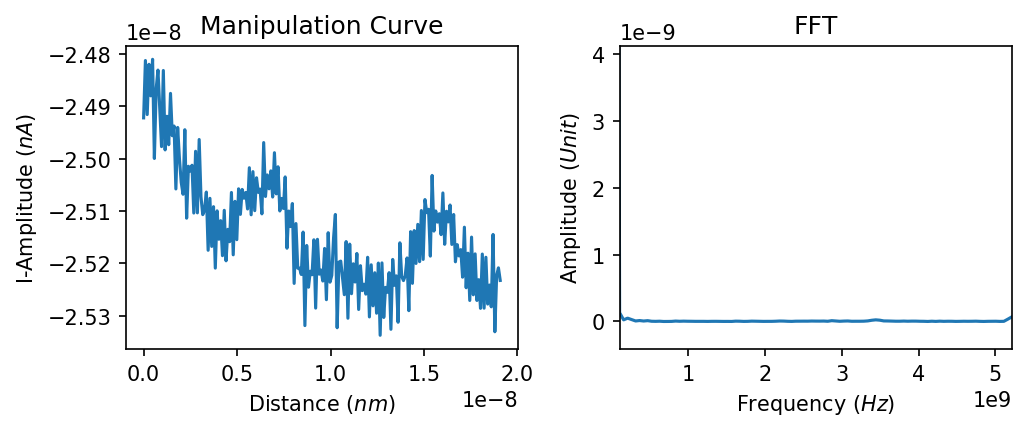 Manipulation Curve
1e−8
−2.48
−2.49
−2.50
−2.51
−2.52
−2.53
I-Amplitude (nA)
0.0 0.5 1.0 1.5 2.0
Distance (nm) 1e−8
FFT
1e−9
4
3
2
1
0
Amplitude (Unit)
1 2 3 4 5
Frequency (Hz) 1e9